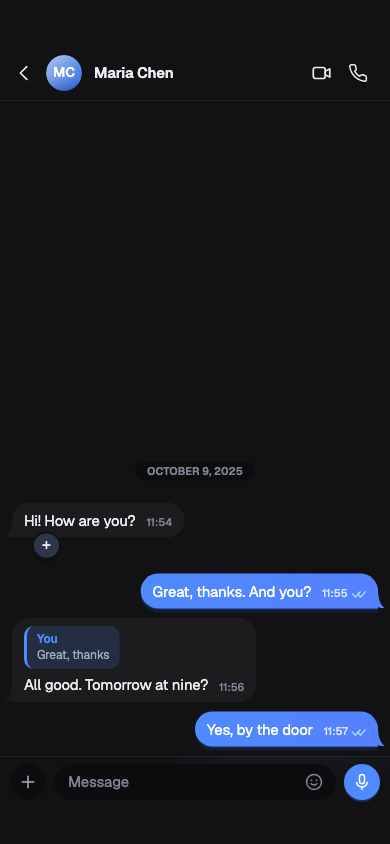 MC
Maria Chen
OCTOBER 9, 2025
Hi! How are you? 11:54
+
Great, thanks. And you? 11:55
You
Great, thanks
All good. Tomorrow at nine? 11:56
Yes, by the door 11:57
Message